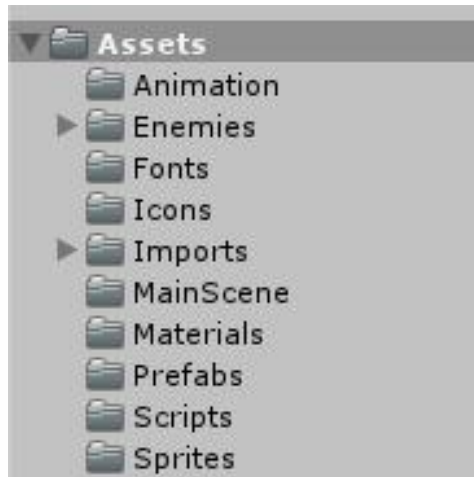 Assets
Animation
Enemies
Fonts
Icons
Imports
MainScene
Materials
Prefabs
Scripts
Sprites